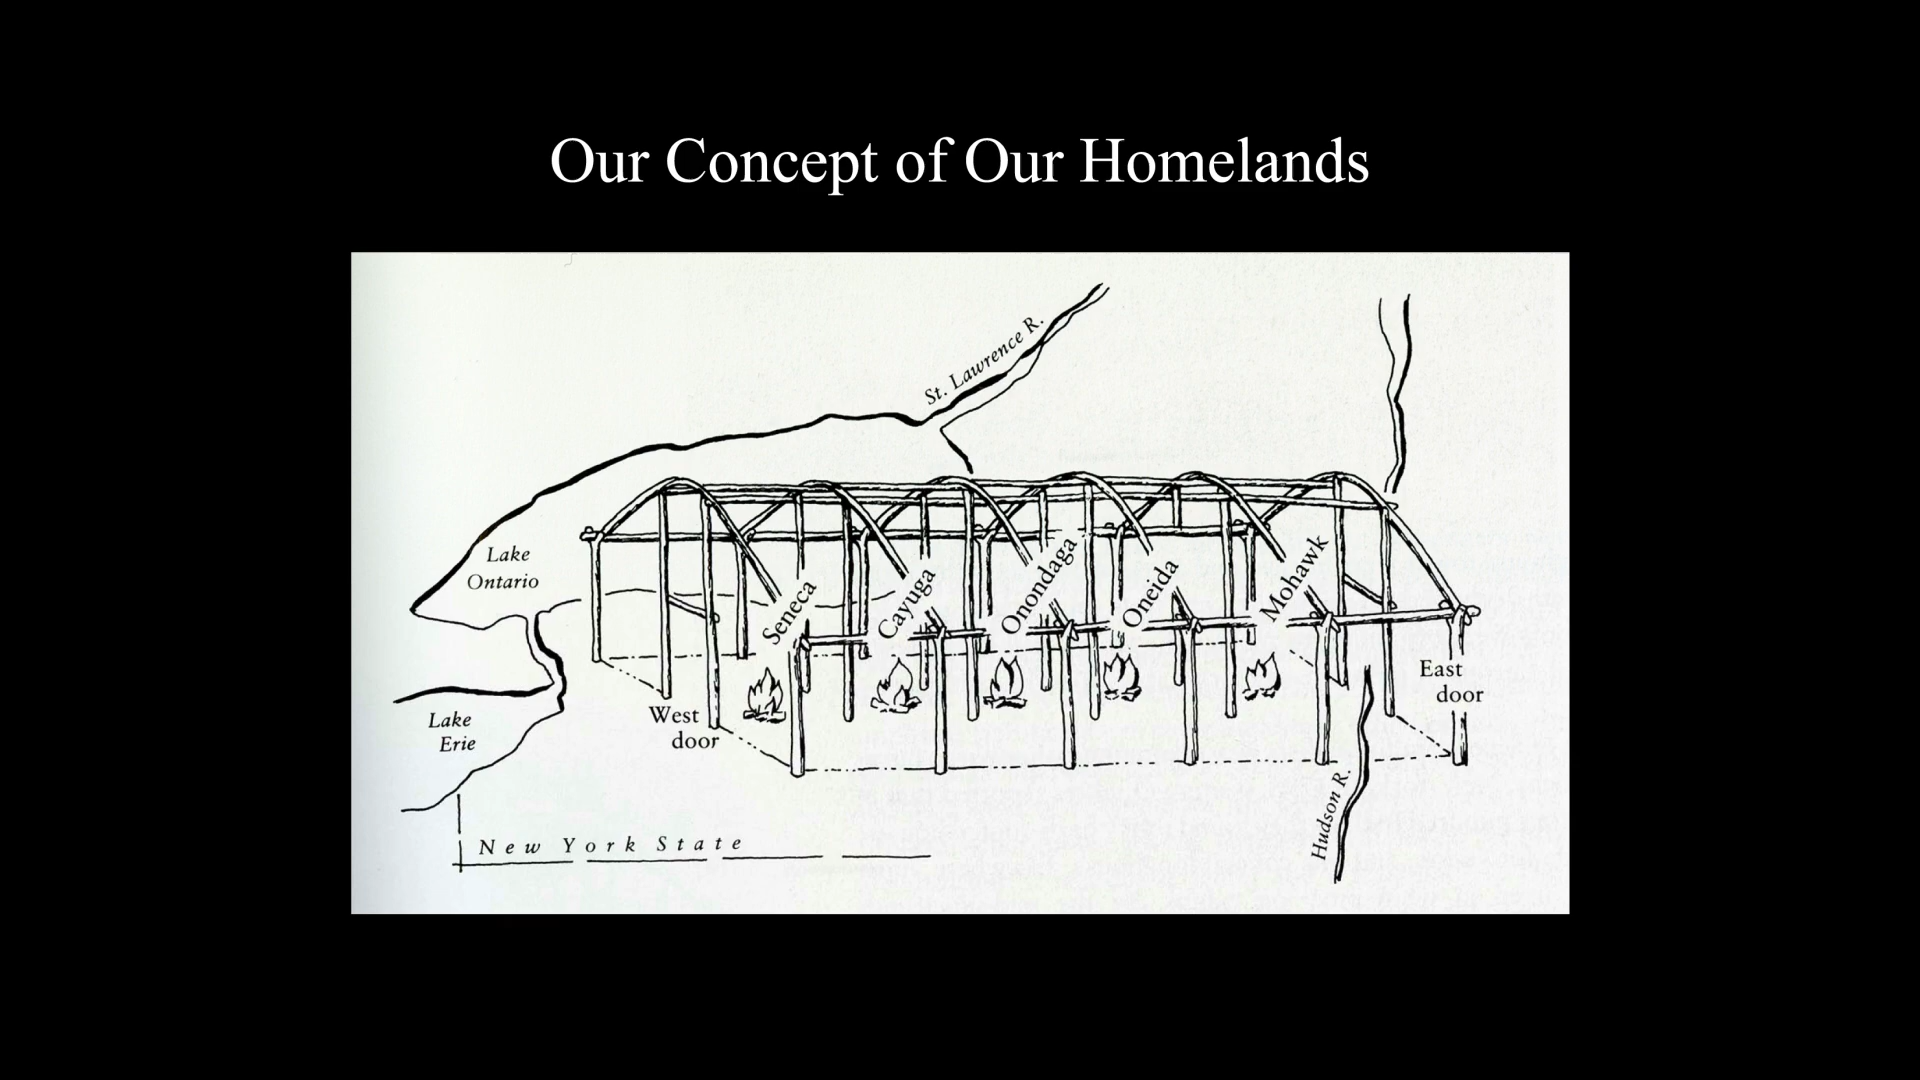 Our Concept of Our Homelands
St. Lawrence R.
Lake
Ontario
Seneca
Cayuga
Onondaga
Oneida
Mohawk
East
door
West
door
Lake
Erie
Hudson R.
New York State